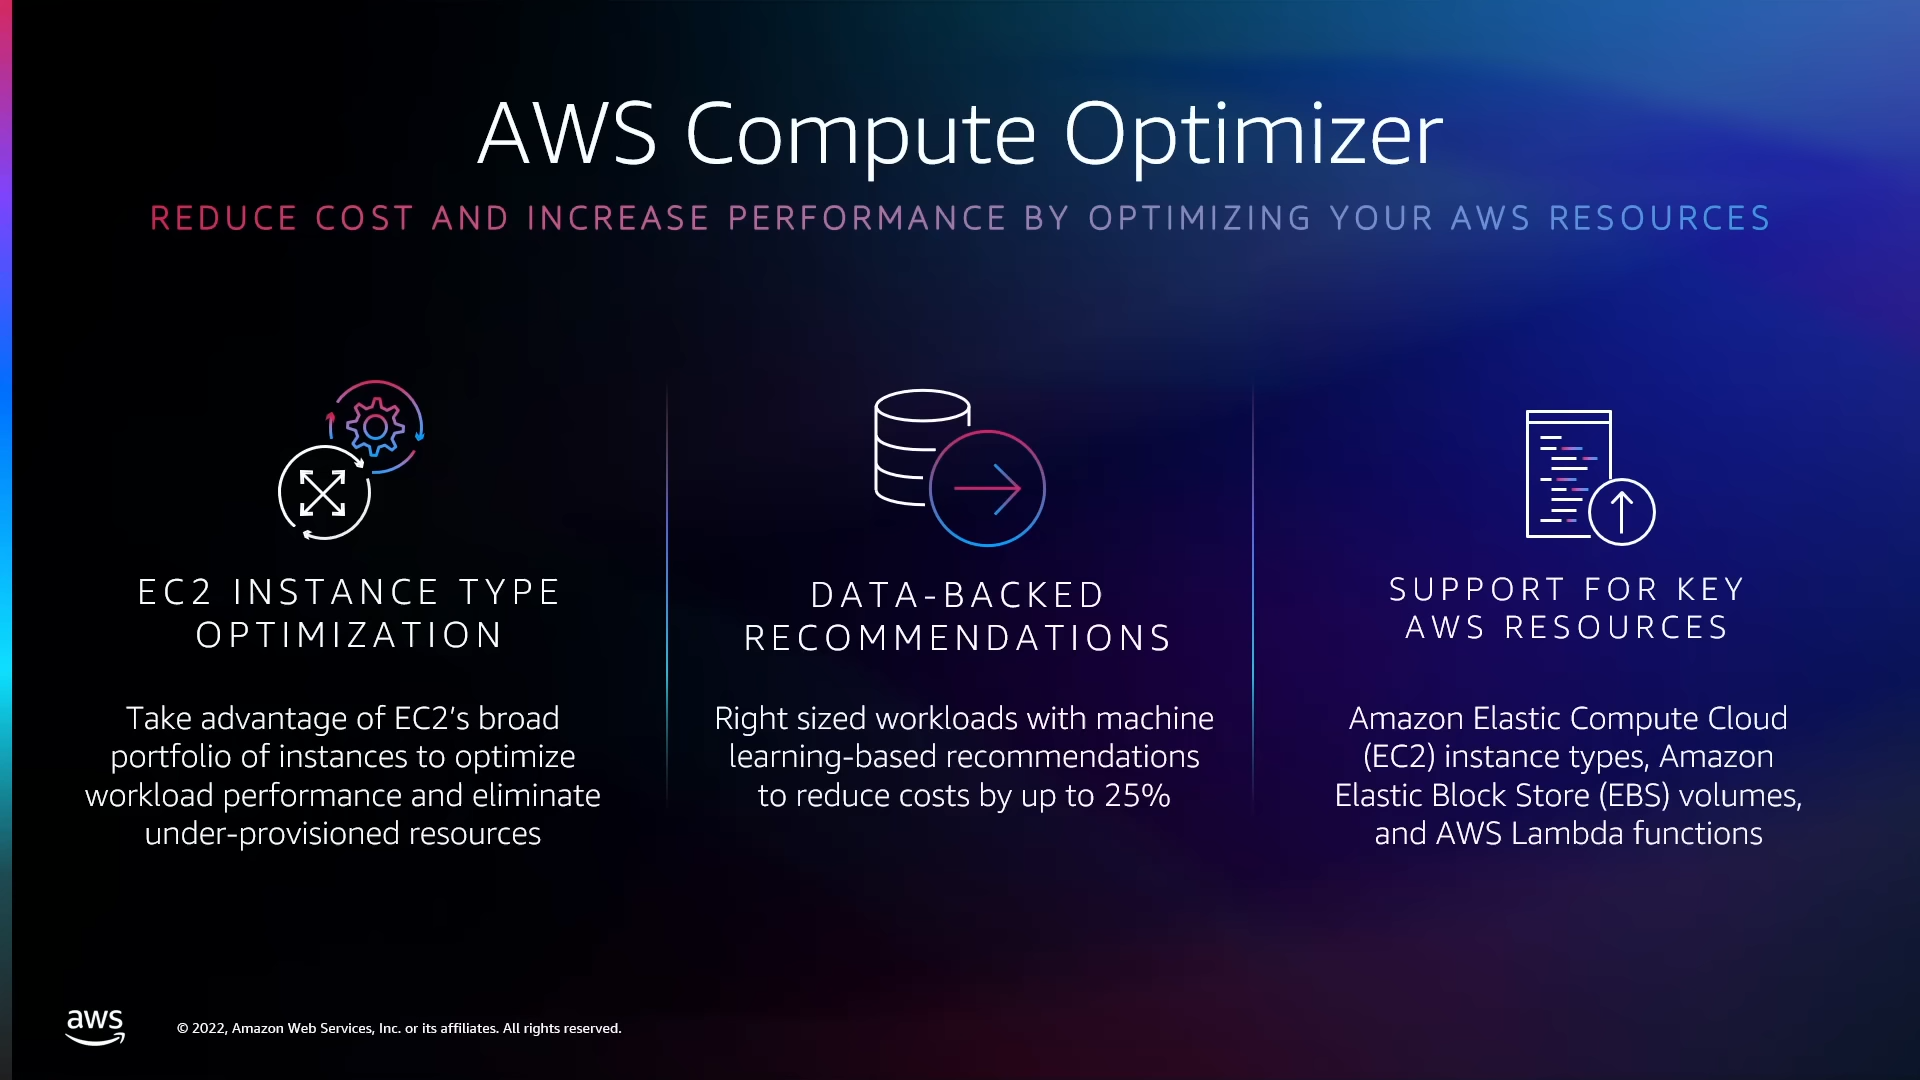 AWS Compute Optimizer
REDUCE COST AND INCREASE PERFORMANCE BY OPTIMIZING YOUR AWS RESOURCES
EC2 INSTANCE TYPE
OPTIMIZATION
Take advantage of EC2’s broad
portfolio of instances to optimize
workload performance and eliminate
under-provisioned resources
DATA-BACKED
RECOMMENDATIONS
Right sized workloads with machine
learning-based recommendations
to reduce costs by up to 25%
SUPPORT FOR KEY
AWS RESOURCES
Amazon Elastic Compute Cloud
(EC2) instance types, Amazon
Elastic Block Store (EBS) volumes,
and AWS Lambda functions
aws
© 2022, Amazon Web Services, Inc. or its affiliates. All rights reserved.